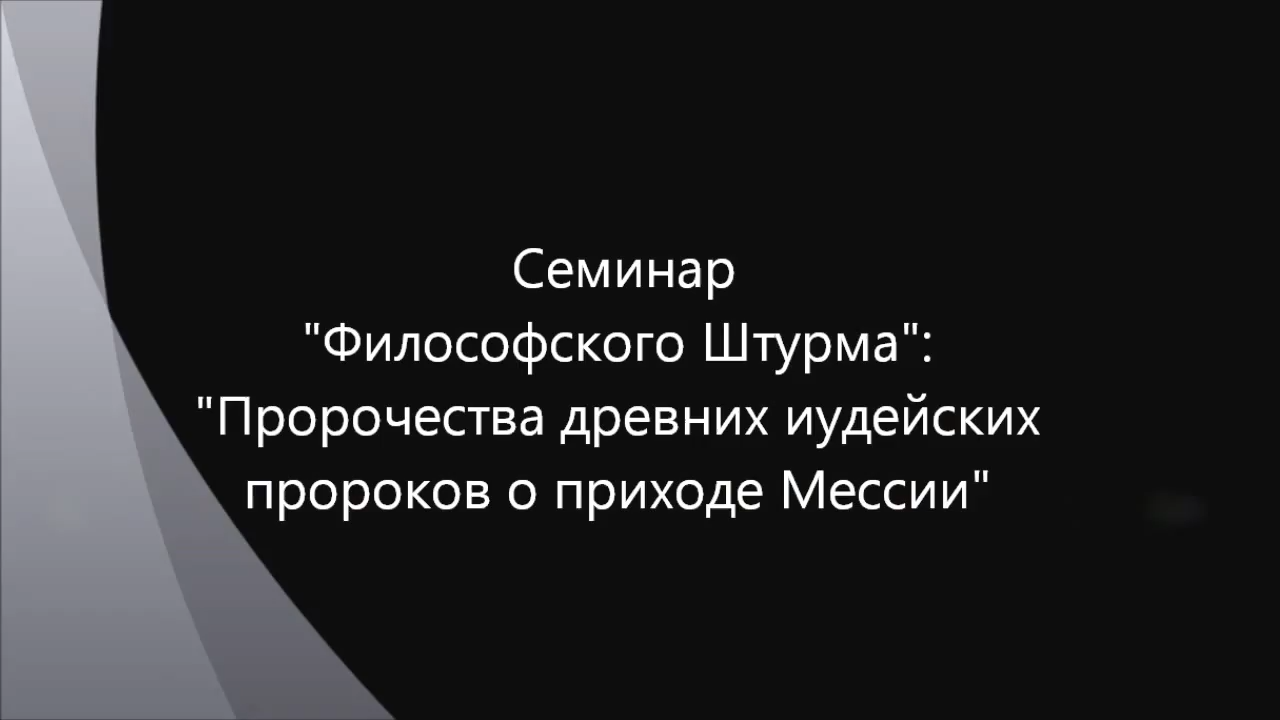 Семинар
"Философского Штурма":
"Пророчества древних иудейских
пророков о приходе Мессии"